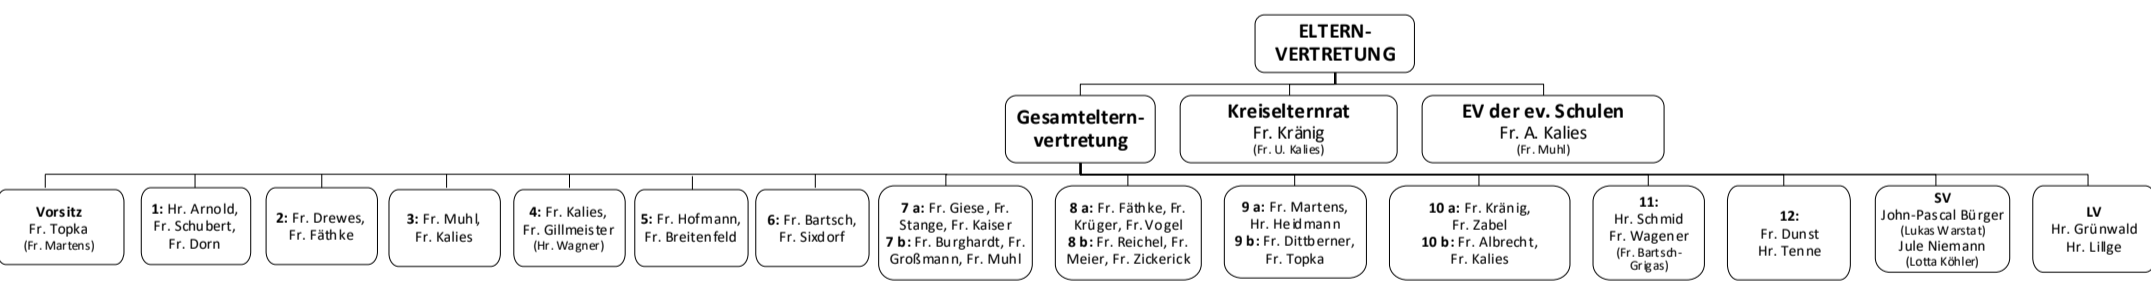 ELTERN-
VERTRETUNG
Gesamteltern-
vertretung
Kreiselternrat
Fr. Kränig
(Fr. U. Kalies)
EV der ev. Schulen
Fr. A. Kalies
(Fr. Muhl)
Vorsitz
Fr. Topka
(Fr. Martens)
1: Hr. Arnold,
Fr. Schubert,
Fr. Dorn
2: Fr. Drewes,
Fr. Fäthke
3: Fr. Muhl,
Fr. Kalies
4: Fr. Kalies,
Fr. Gillmeister
(Hr. Wagner)
5: Fr. Hofmann,
Fr. Breitenfeld
6: Fr. Bartsch,
Fr. Sixdorf
7 a: Fr. Giese, Fr.
Stange, Fr. Kaiser
7 b: Fr. Burghardt, Fr.
Großmann, Fr. Muhl
8 a: Fr. Fäthke, Fr.
Krüger, Fr. Vogel
8 b: Fr. Reichel, Fr.
Meier, Fr. Zickerick
9 a: Fr. Martens,
Hr. Heidmann
9 b: Fr. Dittberner,
Fr. Topka
10 a: Fr. Kränig,
Fr. Zabel
10 b: Fr. Albrecht,
Fr. Kalies
11:
Hr. Schmid
Fr. Wagener
(Fr. Bartsch-
Grigas)
12:
Fr. Dunst
Hr. Tenne
SV
John-Pascal Bürger
(Lukas Warstat)
Jule Niemann
(Lotta Köhler)
LV
Hr. Grünwald
Hr. Lillge